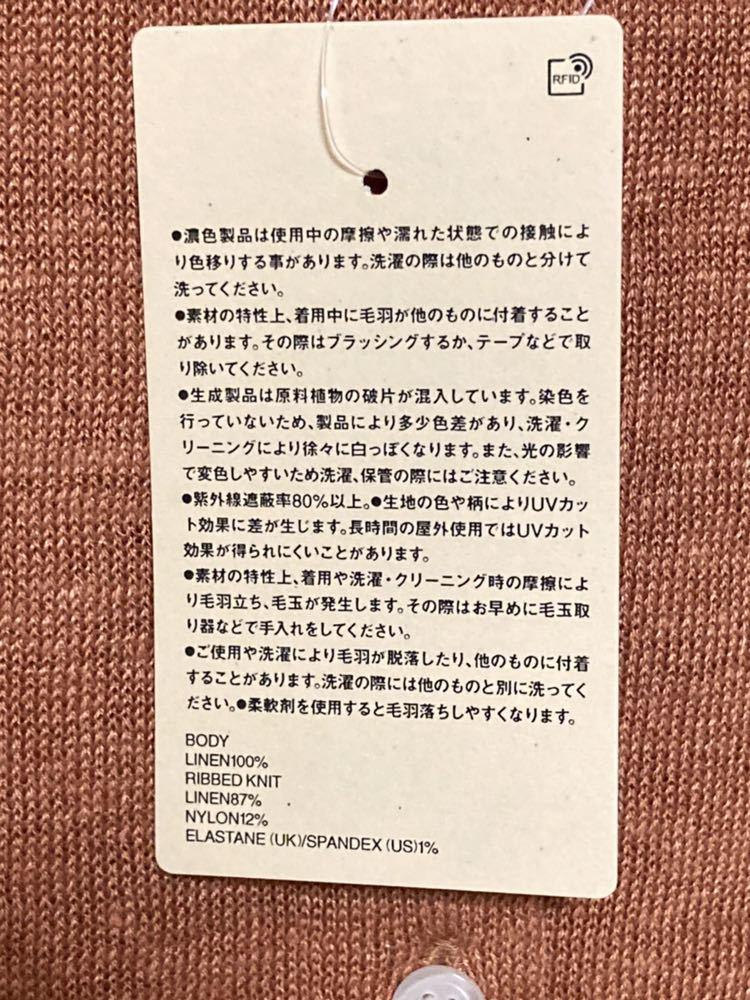 RFID
●濃色製品は使用中の摩擦や濡れた状態での接触によ
り色移りする事があります。洗濯の際は他のものと分けて
洗ってください。
●素材の特性上、着用中に毛羽が他のものに付着すること
があります。その際はブラッシングするか、テープなどで取
り除いてください。
●生成製品は原料植物の破片が混入しています。染色を
行っていないため、製品により多少色差があり、洗濯・ク
リーニングにより徐々に白っぽくなります。また、光の影響
で変色しやすいため洗濯、保管の際にはご注意ください。
●紫外線遮蔽率80%以上。●生地の色や柄によりUVカッ
ト効果に差が生じます。長時間の屋外使用ではUVカット
効果が得られにくいことがあります。
●素材の特性上、着用や洗濯・クリーニング時の摩擦によ
り毛羽立ち、毛玉が発生します。その際はお早めに毛玉取
り器などで手入れをしてください。
●ご使用や洗濯により毛羽が脱落したり、他のものに付着
することがあります。洗濯の際には他のものと別に洗ってく
ださい。●柔軟剤を使用すると毛羽落ちしやすくなります。
BODY
LINEN100%
RIBBED KNIT
LINEN87%
NYLON12%
ELASTANE (UK)/SPANDEX (US)1%